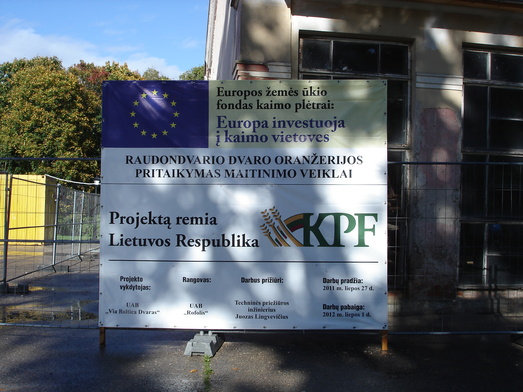 Europos žemės ūkio
fondas kaimo plėtrai:
Europa investuoja
į kaimo vietoves
RAUDONDVARIO DVARO ORANŽERIJOS
PRITAIKYMAS MAITINIMO VEIKLAI
Projektą remia
Lietuvos Respublika
KPF
Projekto
vykdytojas:
UAB
„Via Baltica Dvaras“
Rangovas:
UAB
„Rofolis“
Darbus prižiūri:
Techninės priežiūros
inžinierius
Juozas Lingevičius
Darbų pradžia:
2011 m. liepos 27 d.
Darbų pabaiga:
2012 m. liepos 1 d.